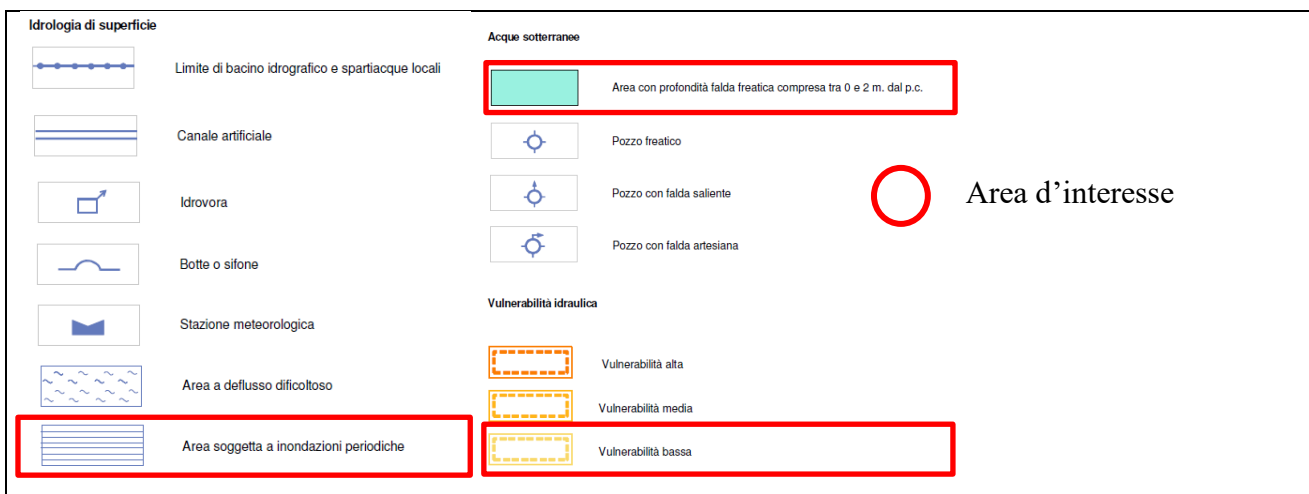 Idrologia di superficie
Limite di bacino idrografico e spartiacque locali
Canale artificiale
Idrovora
Botte o sifone
Stazione meteorologica
Area a deflusso dificoltoso
Area soggetta a inondazioni periodiche
Acque sotterranee
Area con profondità falda freatica compresa tra 0 e 2 m. dal p.c.
Pozzo freatico
Pozzo con falda saliente
Pozzo con falda artesiana
Vulnerabilità idraulica
Vulnerabilità alta
Vulnerabilità media
Vulnerabilità bassa
Area d’interesse